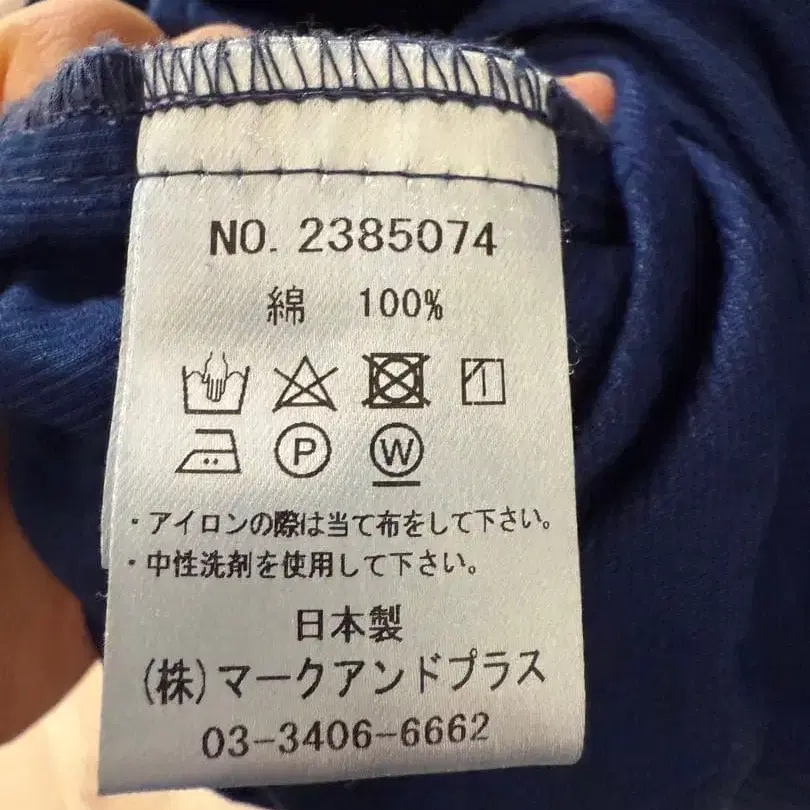 NO. 2385074
綿 100%
P W
・アイロンの際は当て布をして下さい。
・中性洗剤を使用して下さい。
日本製
(株)マークアンドプラス
03-3406-6662